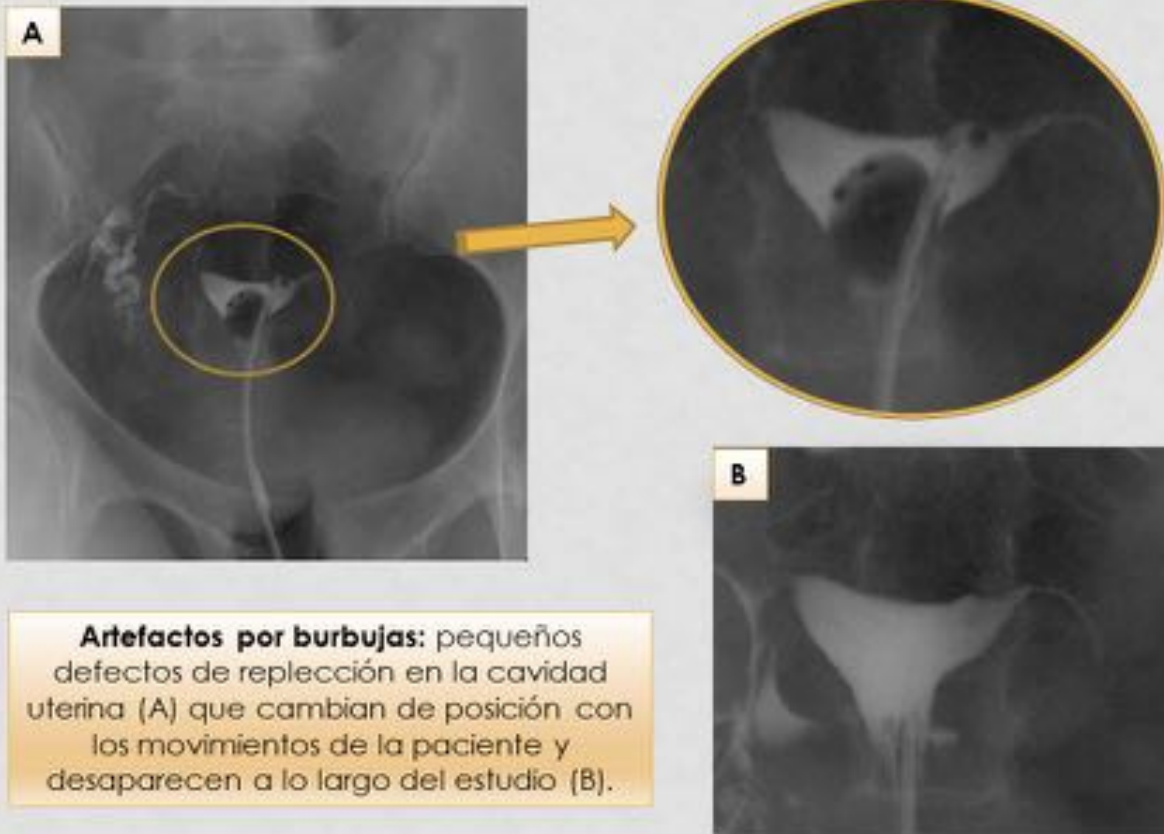 A
B
Artefactos por burbujas: pequeños
defectos de replección en la cavidad
uterina (A) que cambian de posición con
los movimientos de la paciente y
desaparecen a lo largo del estudio (B).